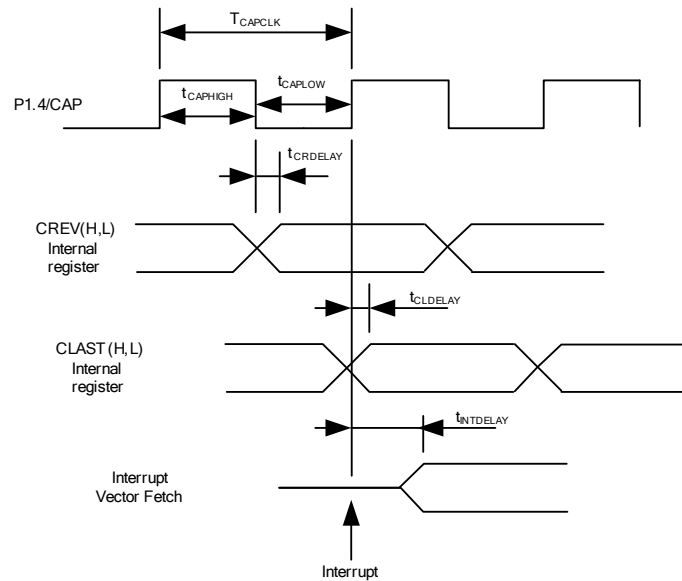 TCAPCLK
tCAPLOW
tCAPHIGH
P1.4/CAP
tCRDELAY
CREV(H,L)
Internal
register
tCLDELAY
CLAST (H,L)
Internal
register
tINTDELAY
Interrupt
Vector Fetch
Interrupt